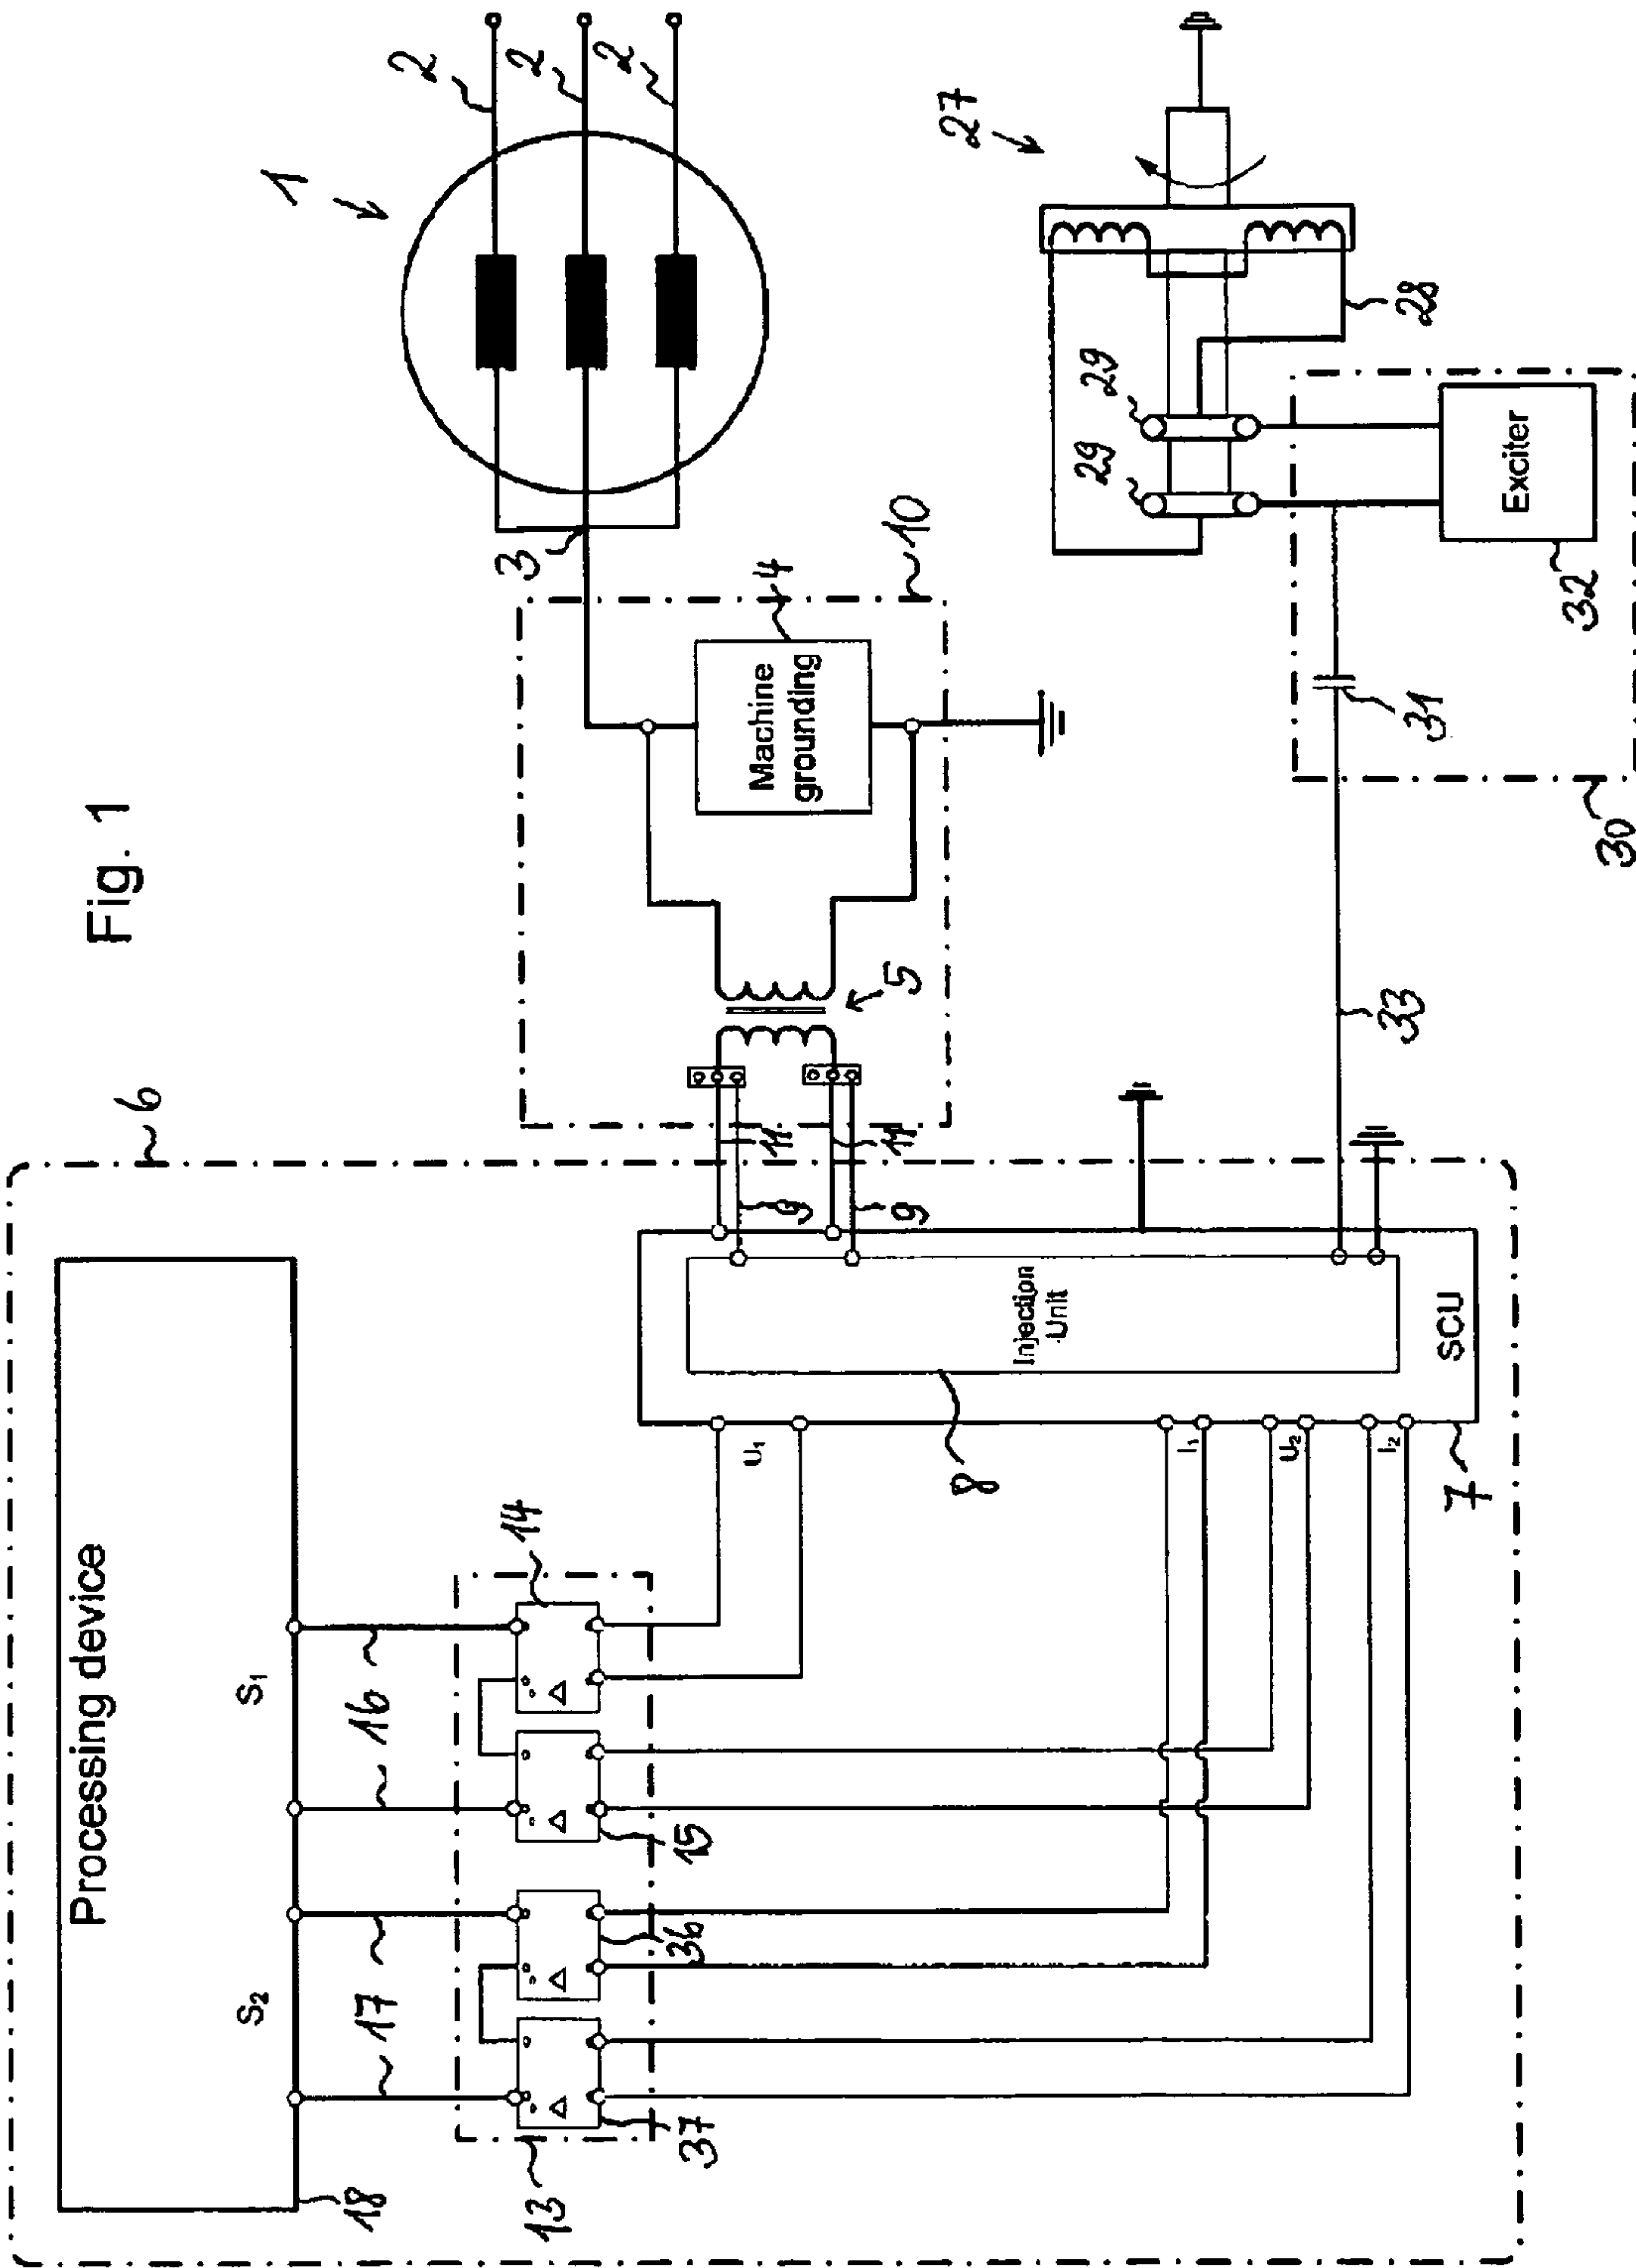 Fig. 1
6
Processing device
S₁
S₂
16
17
18
14
15
36
37
13
U₁
I₁
U₂
I₂
8
7
Injection
Unit
SCU
11
11
9
9
5
10
Machine
grounding
4
3
1
2
2
2
27
28
29
29
Exciter
32
31
30
33